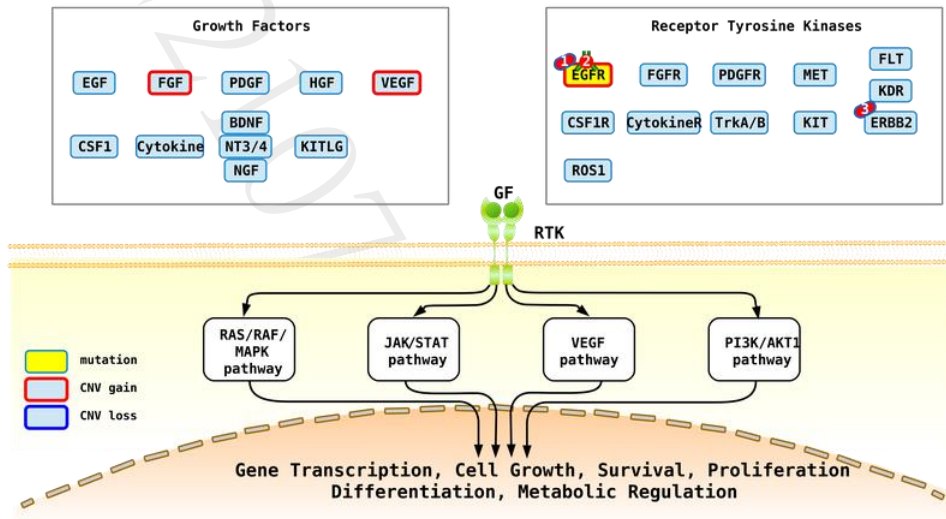 Growth Factors
EGF
FGF
PDGF
HGF
VEGF
BDNF
CSF1
Cytokine
NT3/4
KITLG
NGF
Receptor Tyrosine Kinases
1
2
EGFR
FGFR
PDGFR
MET
FLT
KDR
3
CSF1R
CytokineR
TrkA/B
KIT
ERBB2
ROS1
GF
RTK
RAS/RAF/
MAPK
pathway
JAK/STAT
pathway
VEGF
pathway
PI3K/AKT1
pathway
mutation
CNV gain
CNV loss
Gene Transcription, Cell Growth, Survival, Proliferation
Differentiation, Metabolic Regulation